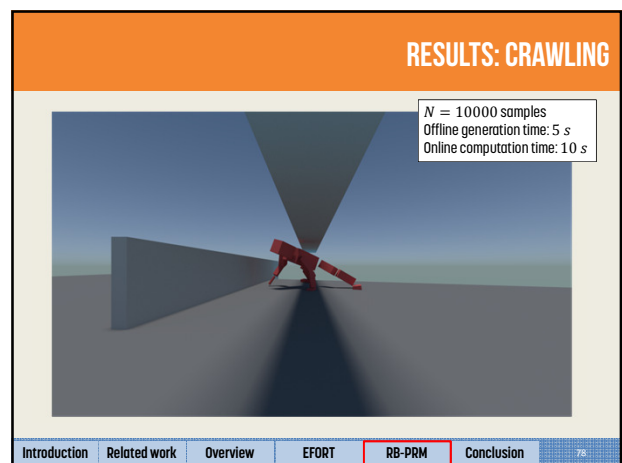 RESULTS: CRAWLING
N = 10000 samples
Offline generation time: 5 s
Online computation time: 10 s
Introduction Related work Overview EFORT RB-PRM Conclusion 78